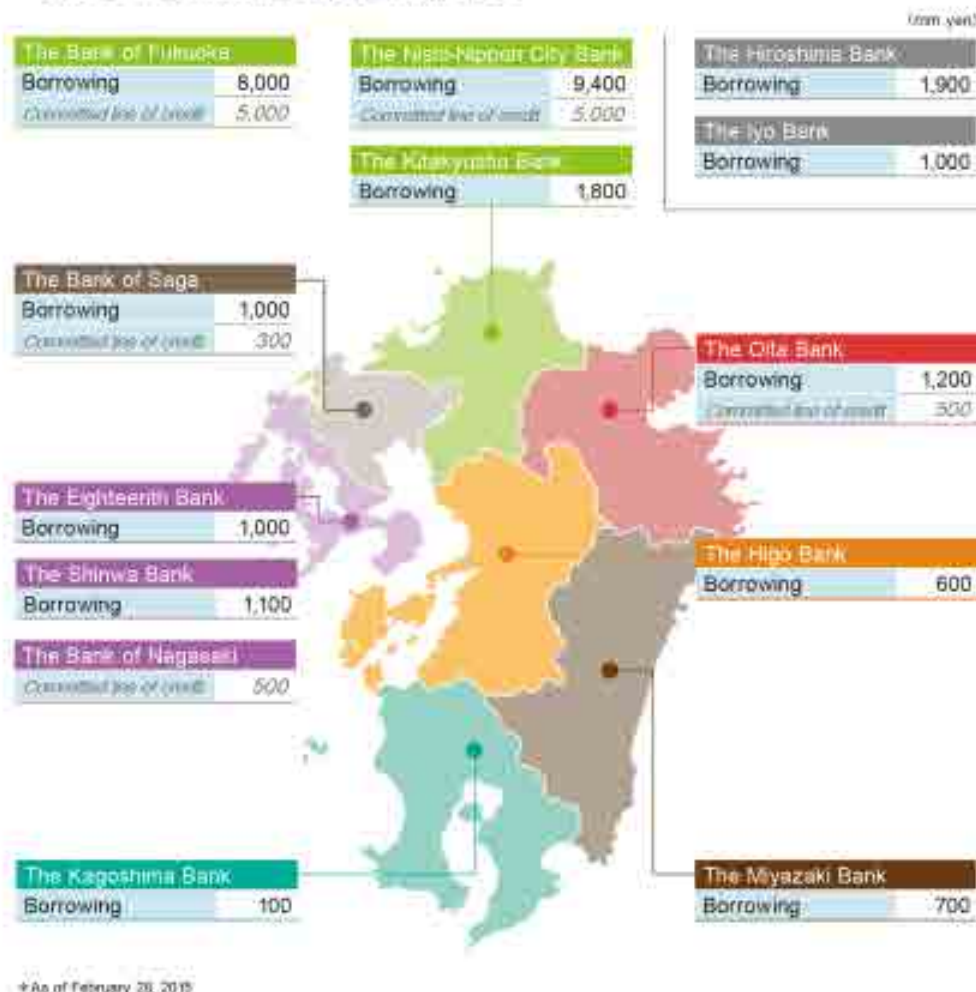 (mm yen)
The Bank of Fukuoka
Borrowing 8,000
Committed line of credit 5,000
The Nishi-Nippon City Bank
Borrowing 9,400
Committed line of credit 5,000
The Kitakyushu Bank
Borrowing 1,800
The Hiroshima Bank
Borrowing 1,900
The Iyo Bank
Borrowing 1,000
The Bank of Saga
Borrowing 1,000
Committed line of credit 300
The Oita Bank
Borrowing 1,200
Committed line of credit 500
The Eighteenth Bank
Borrowing 1,000
The Shinwa Bank
Borrowing 1,100
The Bank of Nagasaki
Committed line of credit 500
The Higo Bank
Borrowing 600
The Kagoshima Bank
Borrowing 100
The Miyazaki Bank
Borrowing 700
*As of February 28, 2015